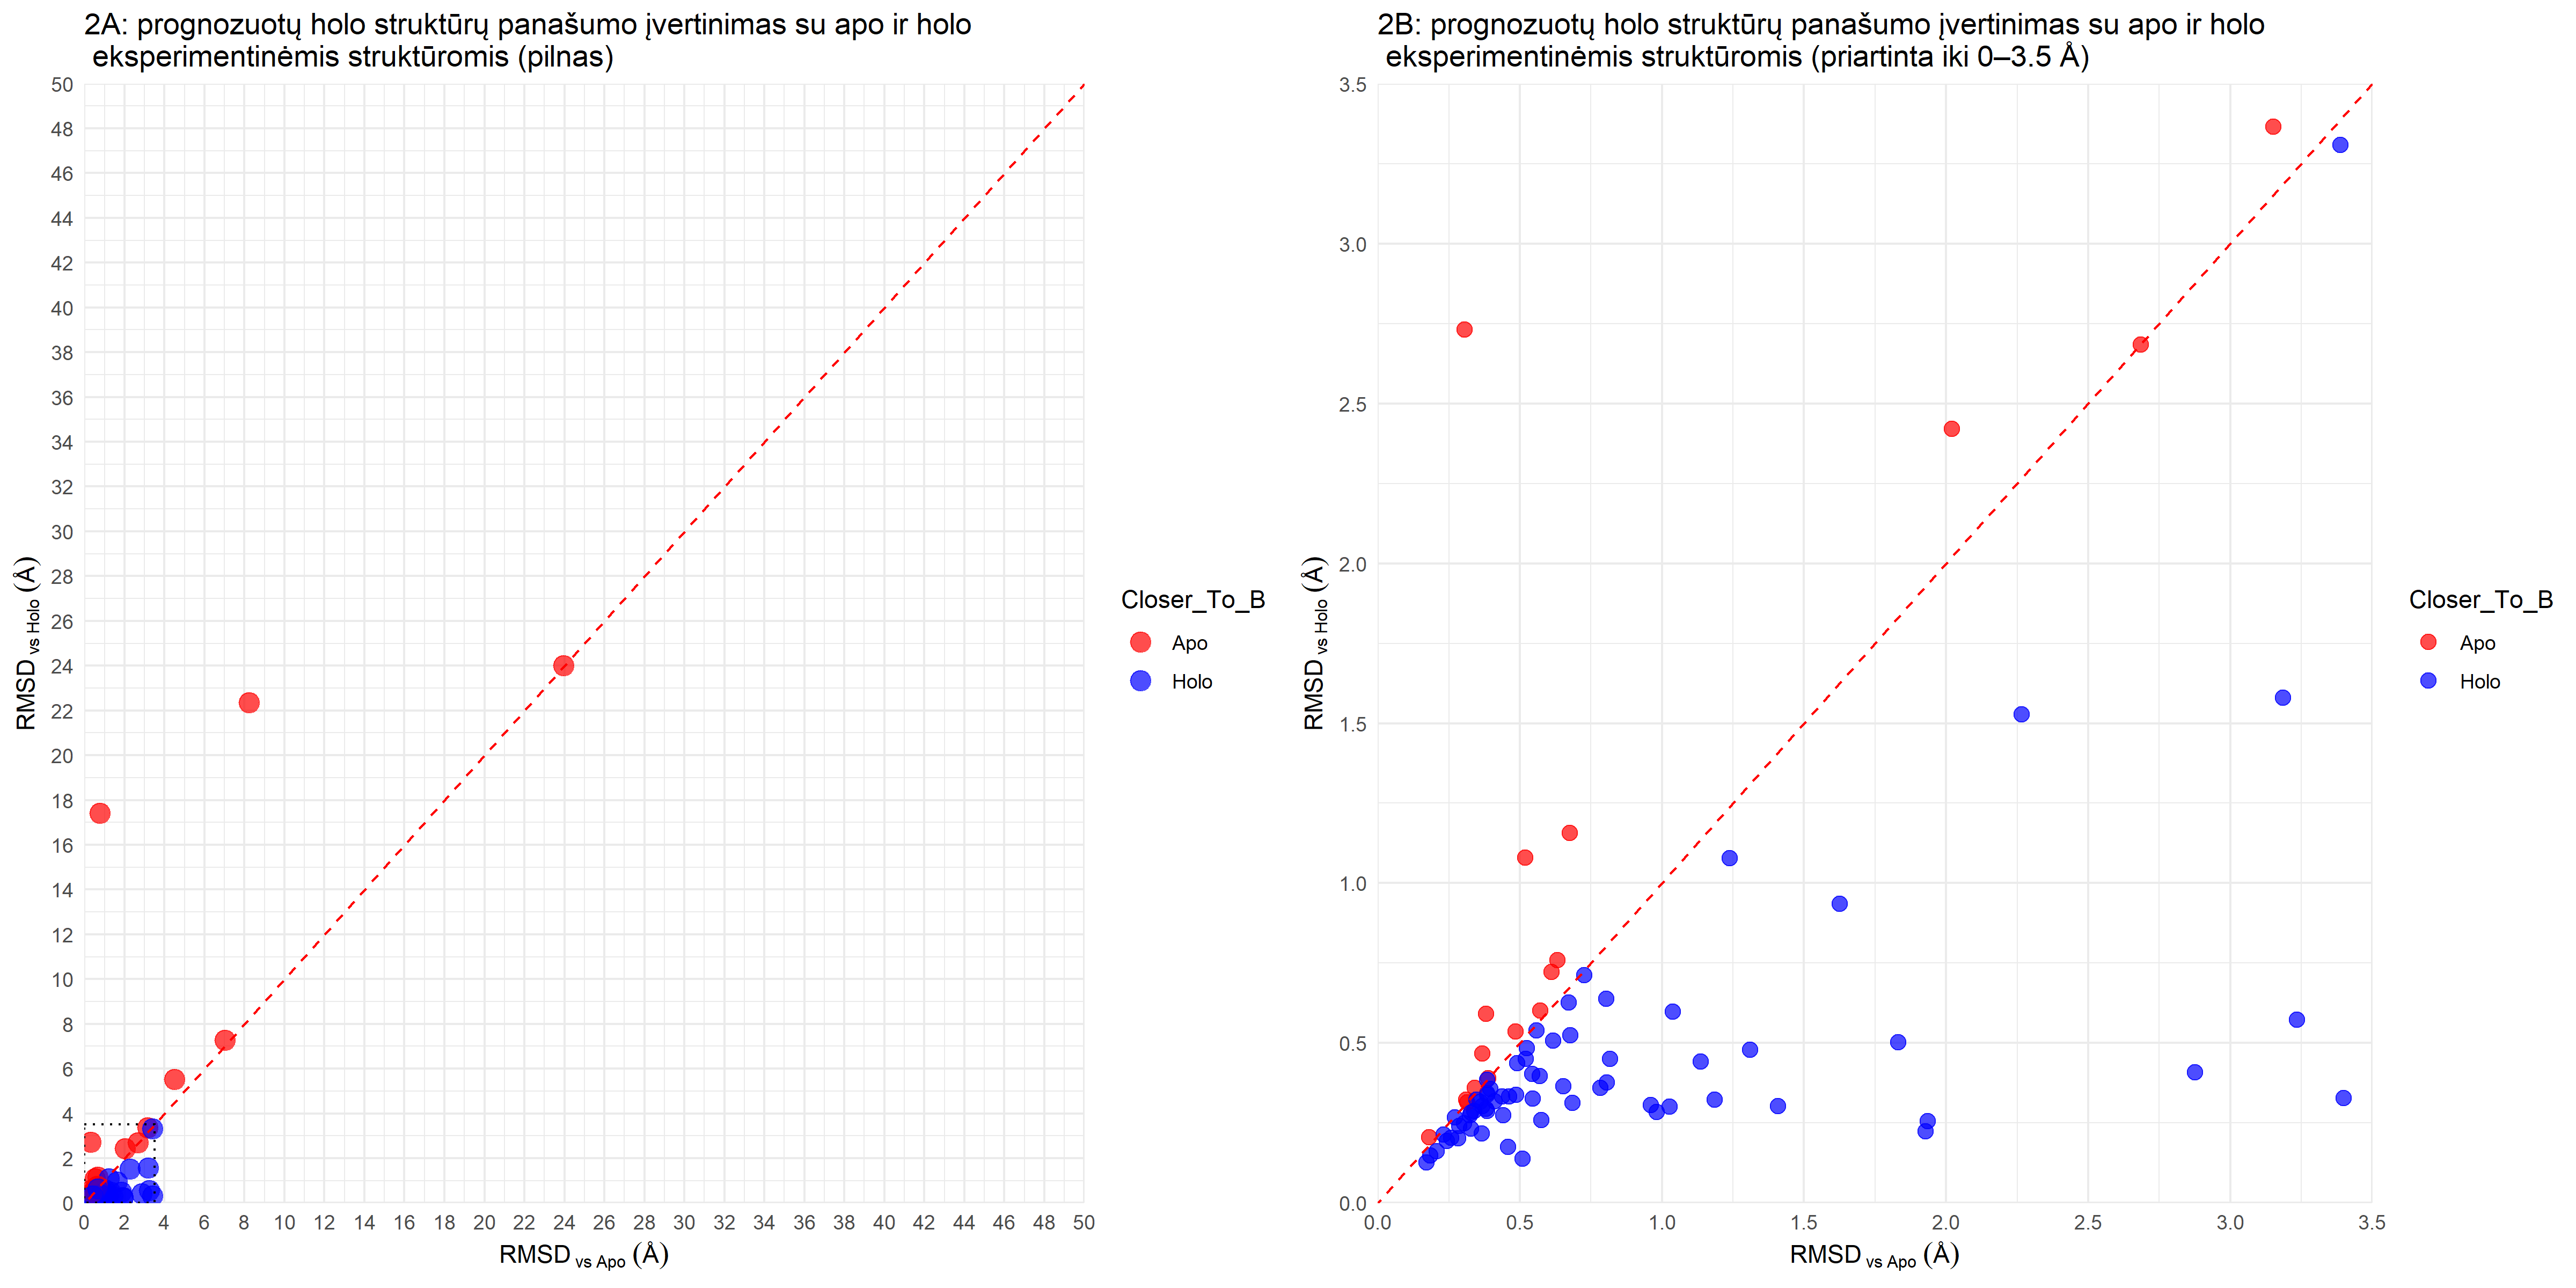 2A: prognozuotų holo struktūrų panašumo įvertinimas su apo ir holo
eksperimentinėmis struktūromis (pilnas)
50
48
46
44
42
40
38
36
34
32
30
28
26
24
22
20
18
16
14
12
10
8
6
4
2
0
RMSD vs Holo (Å)
0 2 4 6 8 10 12 14 16 18 20 22 24 26 28 30 32 34 36 38 40 42 44 46 48 50
RMSD vs Apo (Å)
Closer_To_B
Apo
Holo
2B: prognozuotų holo struktūrų panašumo įvertinimas su apo ir holo
eksperimentinėmis struktūromis (priartinta iki 0–3.5 Å)
3.5
3.0
2.5
2.0
1.5
1.0
0.5
0.0
RMSD vs Holo (Å)
0.0 0.5 1.0 1.5 2.0 2.5 3.0 3.5
RMSD vs Apo (Å)
Closer_To_B
Apo
Holo